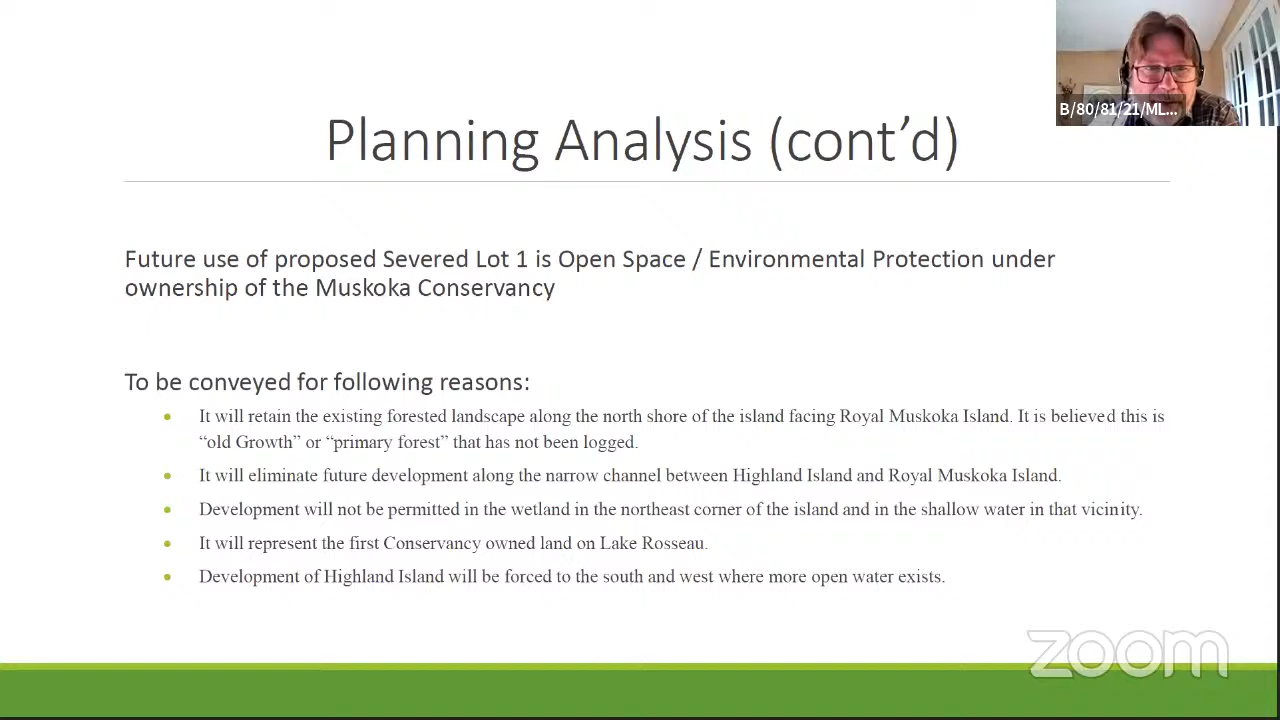 B/80/81/21/ML...
Planning Analysis (cont’d)
Future use of proposed Severed Lot 1 is Open Space / Environmental Protection under
ownership of the Muskoka Conservancy
To be conveyed for following reasons:
• It will retain the existing forested landscape along the north shore of the island facing Royal Muskoka Island. It is believed this is
“old Growth” or “primary forest” that has not been logged.
• It will eliminate future development along the narrow channel between Highland Island and Royal Muskoka Island.
• Development will not be permitted in the wetland in the northeast corner of the island and in the shallow water in that vicinity.
• It will represent the first Conservancy owned land on Lake Rosseau.
• Development of Highland Island will be forced to the south and west where more open water exists.
zoom